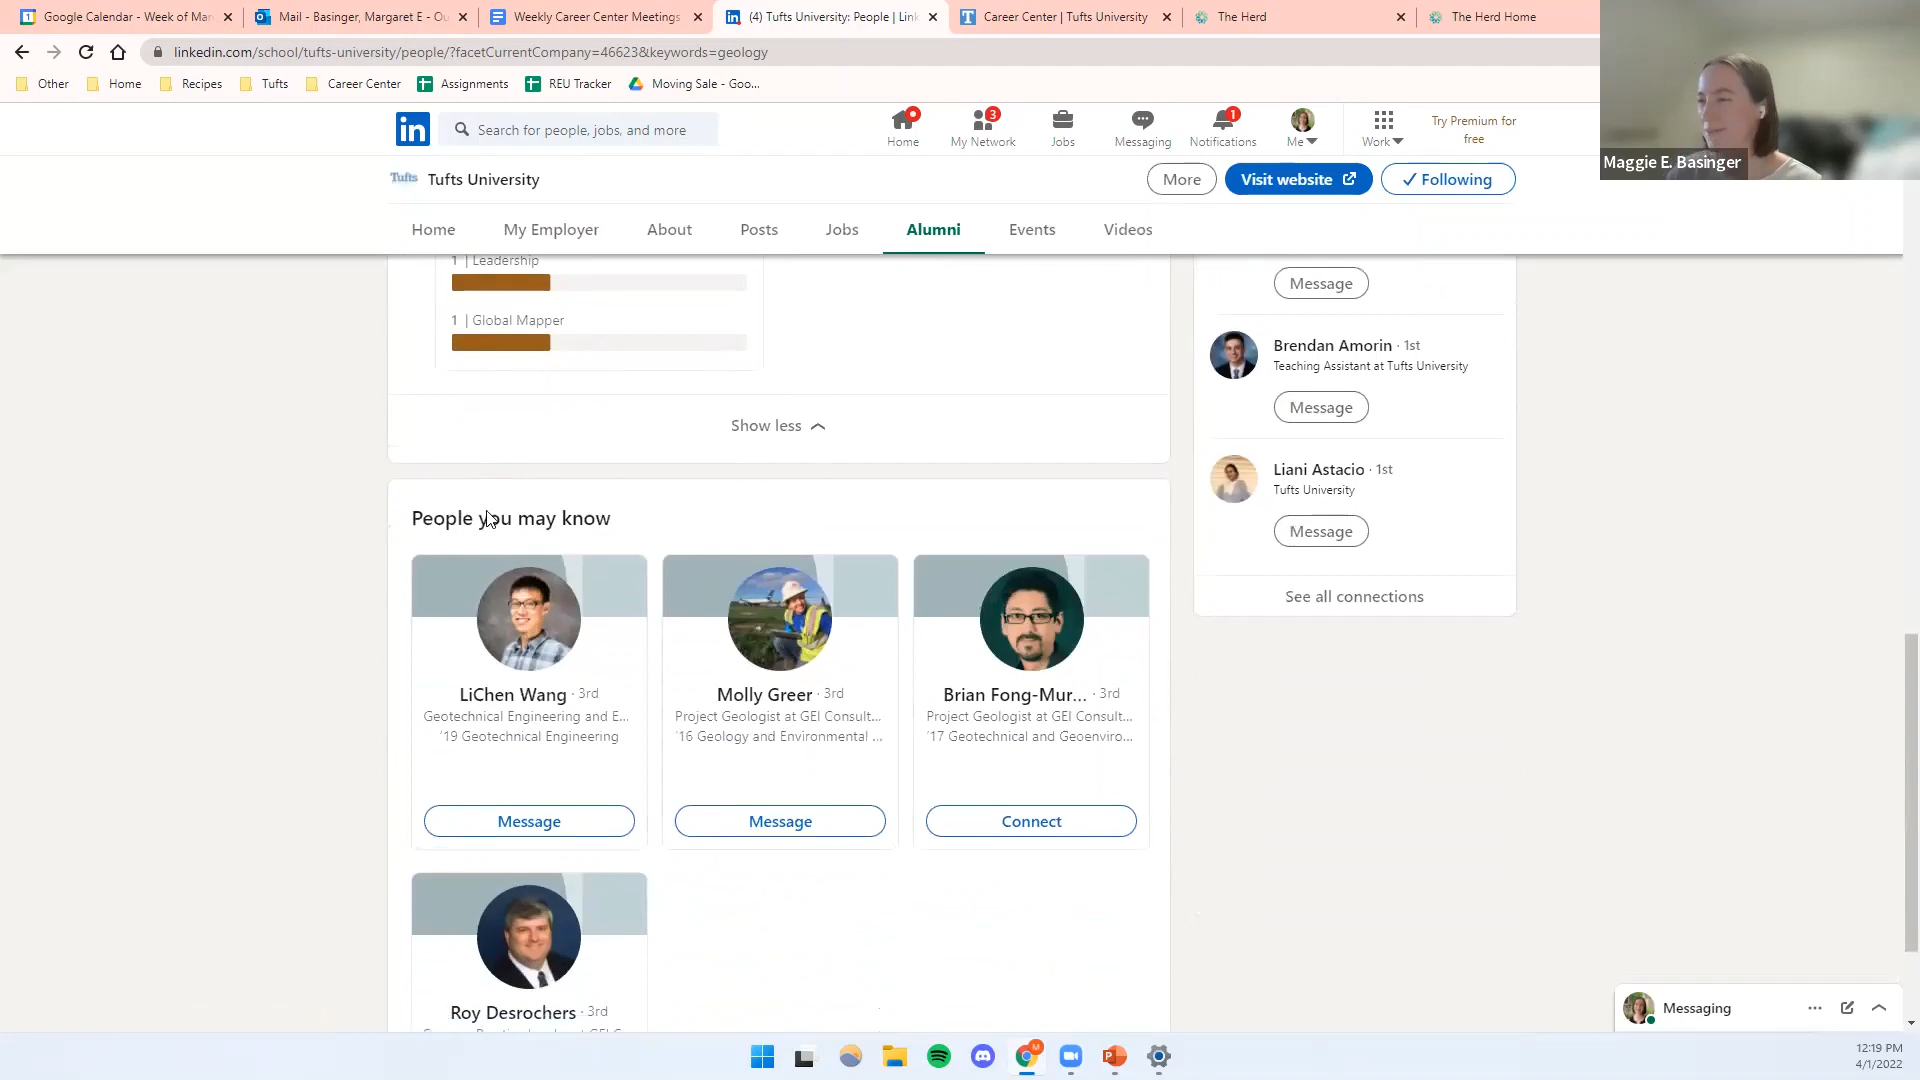 Google Calendar - Week of Mar
Mail - Basinger, Margaret E - Ou
Weekly Career Center Meetings
(4) Tufts University: People | Link
Career Center | Tufts University
The Herd
The Herd Home
linkedin.com/school/tufts-university/people/?facetCurrentCompany=46623&keywords=geology
Other
Home
Recipes
Tufts
Career Center
Assignments
REU Tracker
Moving Sale - Goo...
in
Search for people, jobs, and more
Home
3
My Network
Jobs
Messaging
1
Notifications
Me
Work
Try Premium for
free
Maggie E. Basinger
Tufts
Tufts University
More
Visit website
Following
Home
My Employer
About
Posts
Jobs
Alumni
Events
Videos
1 | Leadership
1 | Global Mapper
Show less
Message
Brendan Amorin · 1st
Teaching Assistant at Tufts University
Message
Liani Astacio · 1st
Tufts University
Message
See all connections
People you may know
LiChen Wang · 3rd
Geotechnical Engineering and E...
'19 Geotechnical Engineering
Message
Molly Greer · 3rd
Project Geologist at GEI Consult...
'16 Geology and Environmental ...
Message
Brian Fong-Mur... · 3rd
Project Geologist at GEI Consult...
'17 Geotechnical and Geoenviro...
Connect
Roy Desrochers · 3rd
Messaging
12:19 PM
4/1/2022